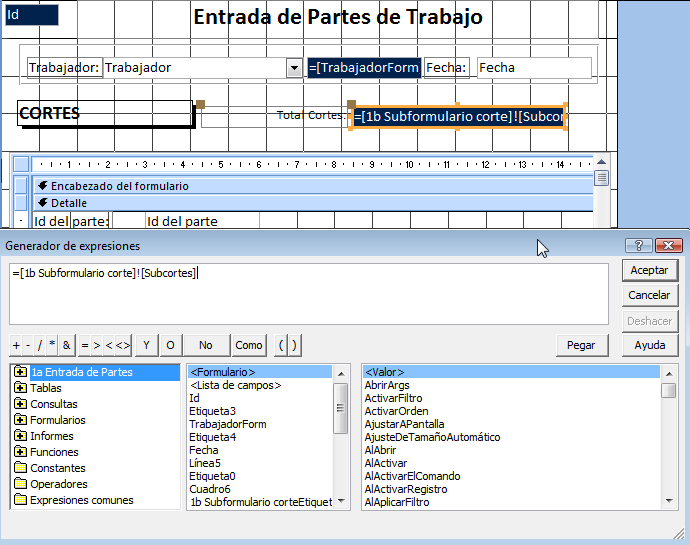 Id
Entrada de Partes de Trabajo
Trabajador: Trabajador =[TrabajadorForm Fecha: Fecha
CORTES Total Cortes: =[1b Subformulario corte]![Subcor
1 2 3 4 5 6 7 8 9 10 11 12 13 14
Encabezado del formulario
Detalle
Id del parte: Id del parte
Generador de expresiones
=[1b Subformulario corte]![Subcortes]
Aceptar
Cancelar
Deshacer
+ - / * & = > < <> Y O No Como ( ) Pegar Ayuda
1a Entrada de Partes <Formulario> <Valor>
Tablas <Lista de campos> AbrirArgs
Consultas Id ActivarFiltro
Formularios Etiqueta3 ActivarOrden
Informes TrabajadorForm AjustarAPantalla
Funciones Etiqueta4 AjusteDeTamañoAutomático
Constantes Fecha AlAbrir
Operadores Línea5 AlActivar
Expresiones comunes Etiqueta0 AlActivarElComando
Cuadro6 AlActivarRegistro
1b Subformulario corteEtiquet AlAplicarFiltro